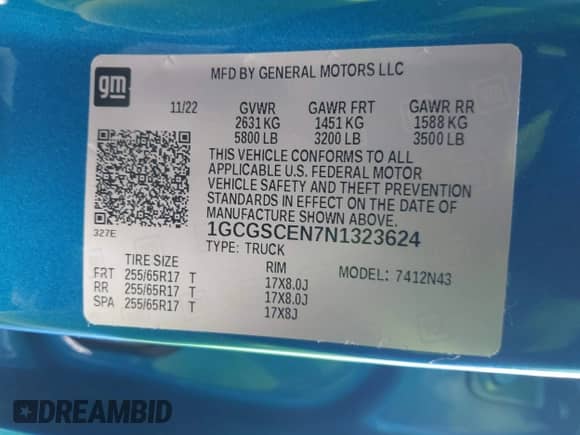 gm
MFD BY GENERAL MOTORS LLC
11/22 GVWR GAWR FRT GAWR RR
2631 KG 1451 KG 1588 KG
5800 LB 3200 LB 3500 LB
THIS VEHICLE CONFORMS TO ALL
APPLICABLE U.S. FEDERAL MOTOR
VEHICLE SAFETY AND THEFT PREVENTION
STANDARDS IN EFFECT ON THE DATE OF
MANUFACTURE SHOWN ABOVE.
327E
1GCGSCEN7N1323624
TYPE: TRUCK
TIRE SIZE RIM MODEL: 7412N43
FRT 255/65R17 T 17X8.0J
RR 255/65R17 T 17X8.0J
SPA 255/65R17 T 17X8J
DREAMBID